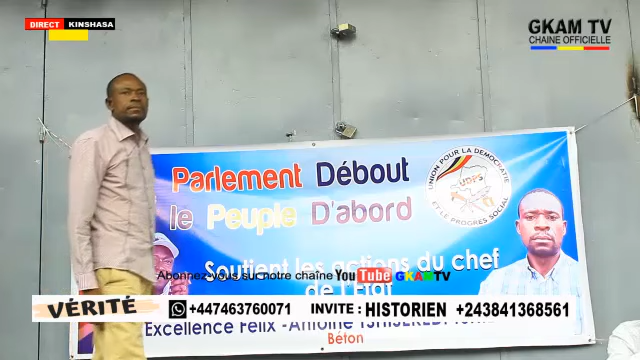 DIRECT KINSHASA
GKAM TV
CHAINE OFFICIELLE
Parlement Débout
le Peuple D'abord
UNION POUR LA DEMOCRATIE
UDPS
ET LE PROGRES SOCIAL
Soutient les actions du chef
de l'Etat
Abonnez-vous sur notre chaîne YouTube GKAMTV
VÉRITÉ
+447463760071 INVITE : HISTORIEN +243841368561
Excellence Félix -Antoine
Béton